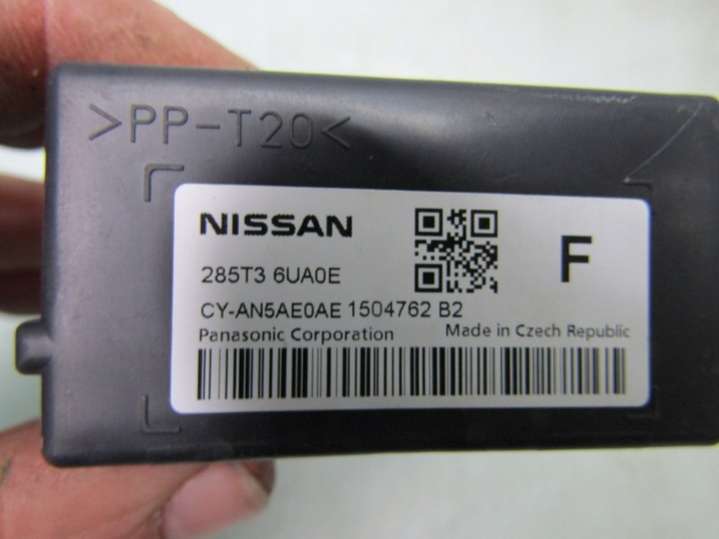 >PP-T20<
NISSAN
F
285T3 6UA0E
CY-AN5AE0AE 1504762 B2
Panasonic Corporation Made in Czech Republic